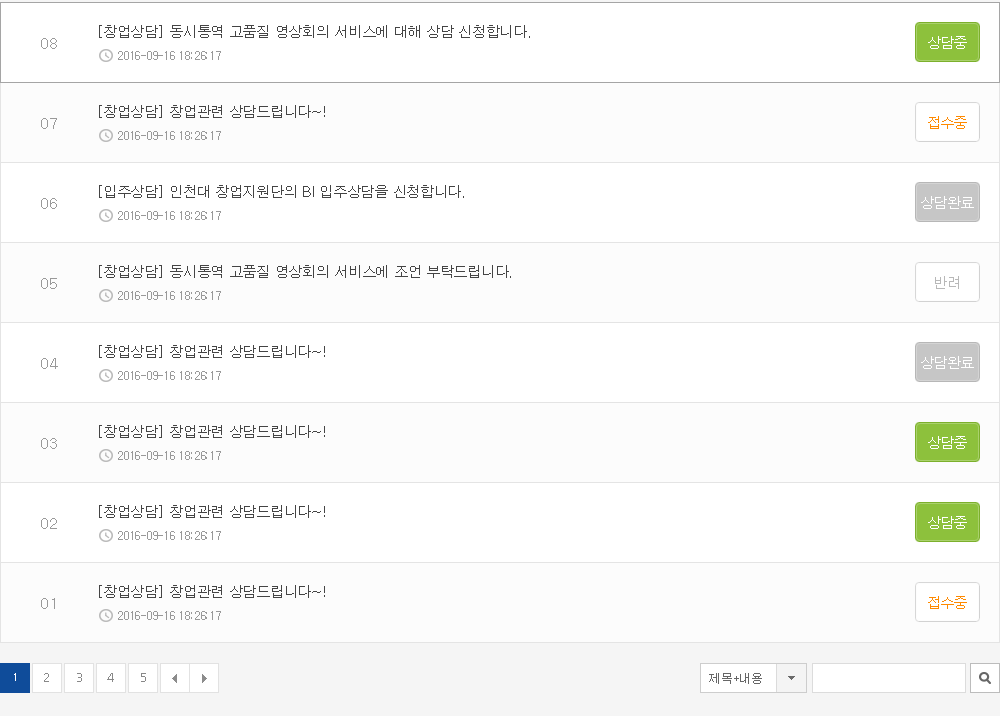 08
[창업상담] 동시통역 고품질 영상회의 서비스에 대해 상담 신청합니다.
2016-09-16 18:26:17
상담중
07
[창업상담] 창업관련 상담드립니다~!
2016-09-16 18:26:17
접수중
06
[입주상담] 인천대 창업지원단의 BI 입주상담을 신청합니다.
2016-09-16 18:26:17
상담완료
05
[창업상담] 동시통역 고품질 영상회의 서비스에 조언 부탁드립니다.
2016-09-16 18:26:17
반려
04
[창업상담] 창업관련 상담드립니다~!
2016-09-16 18:26:17
상담완료
03
[창업상담] 창업관련 상담드립니다~!
2016-09-16 18:26:17
상담중
02
[창업상담] 창업관련 상담드립니다~!
2016-09-16 18:26:17
상담중
01
[창업상담] 창업관련 상담드립니다~!
2016-09-16 18:26:17
접수중
1 2 3 4 5 제목+내용